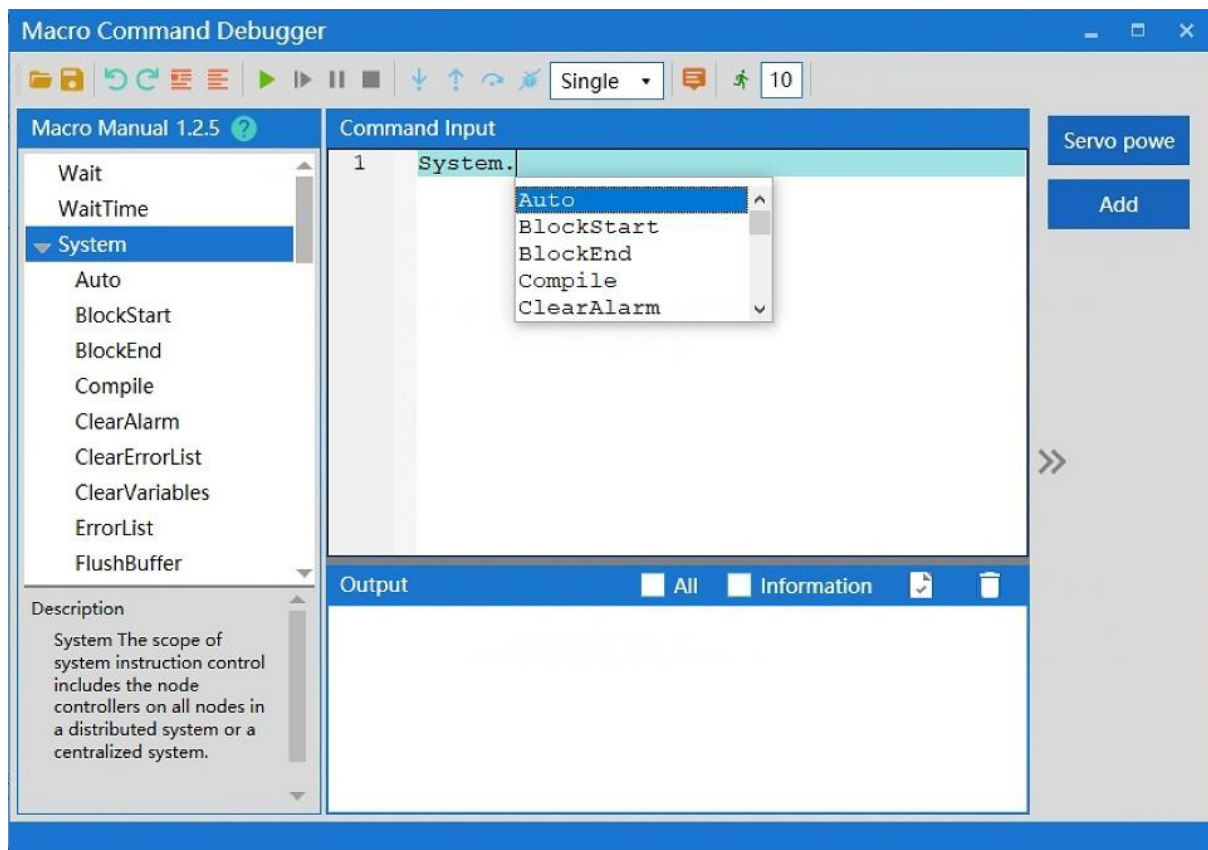 Macro Command Debugger
Single
10
Macro Manual 1.2.5
Wait
WaitTime
System
Auto
BlockStart
BlockEnd
Compile
ClearAlarm
ClearErrorList
ClearVariables
ErrorList
FlushBuffer
Description
System The scope of
system instruction control
includes the node
controllers on all nodes in
a distributed system or a
centralized system.
Command Input
1 System.
Auto
BlockStart
BlockEnd
Compile
ClearAlarm
Output All Information
Servo powe
Add